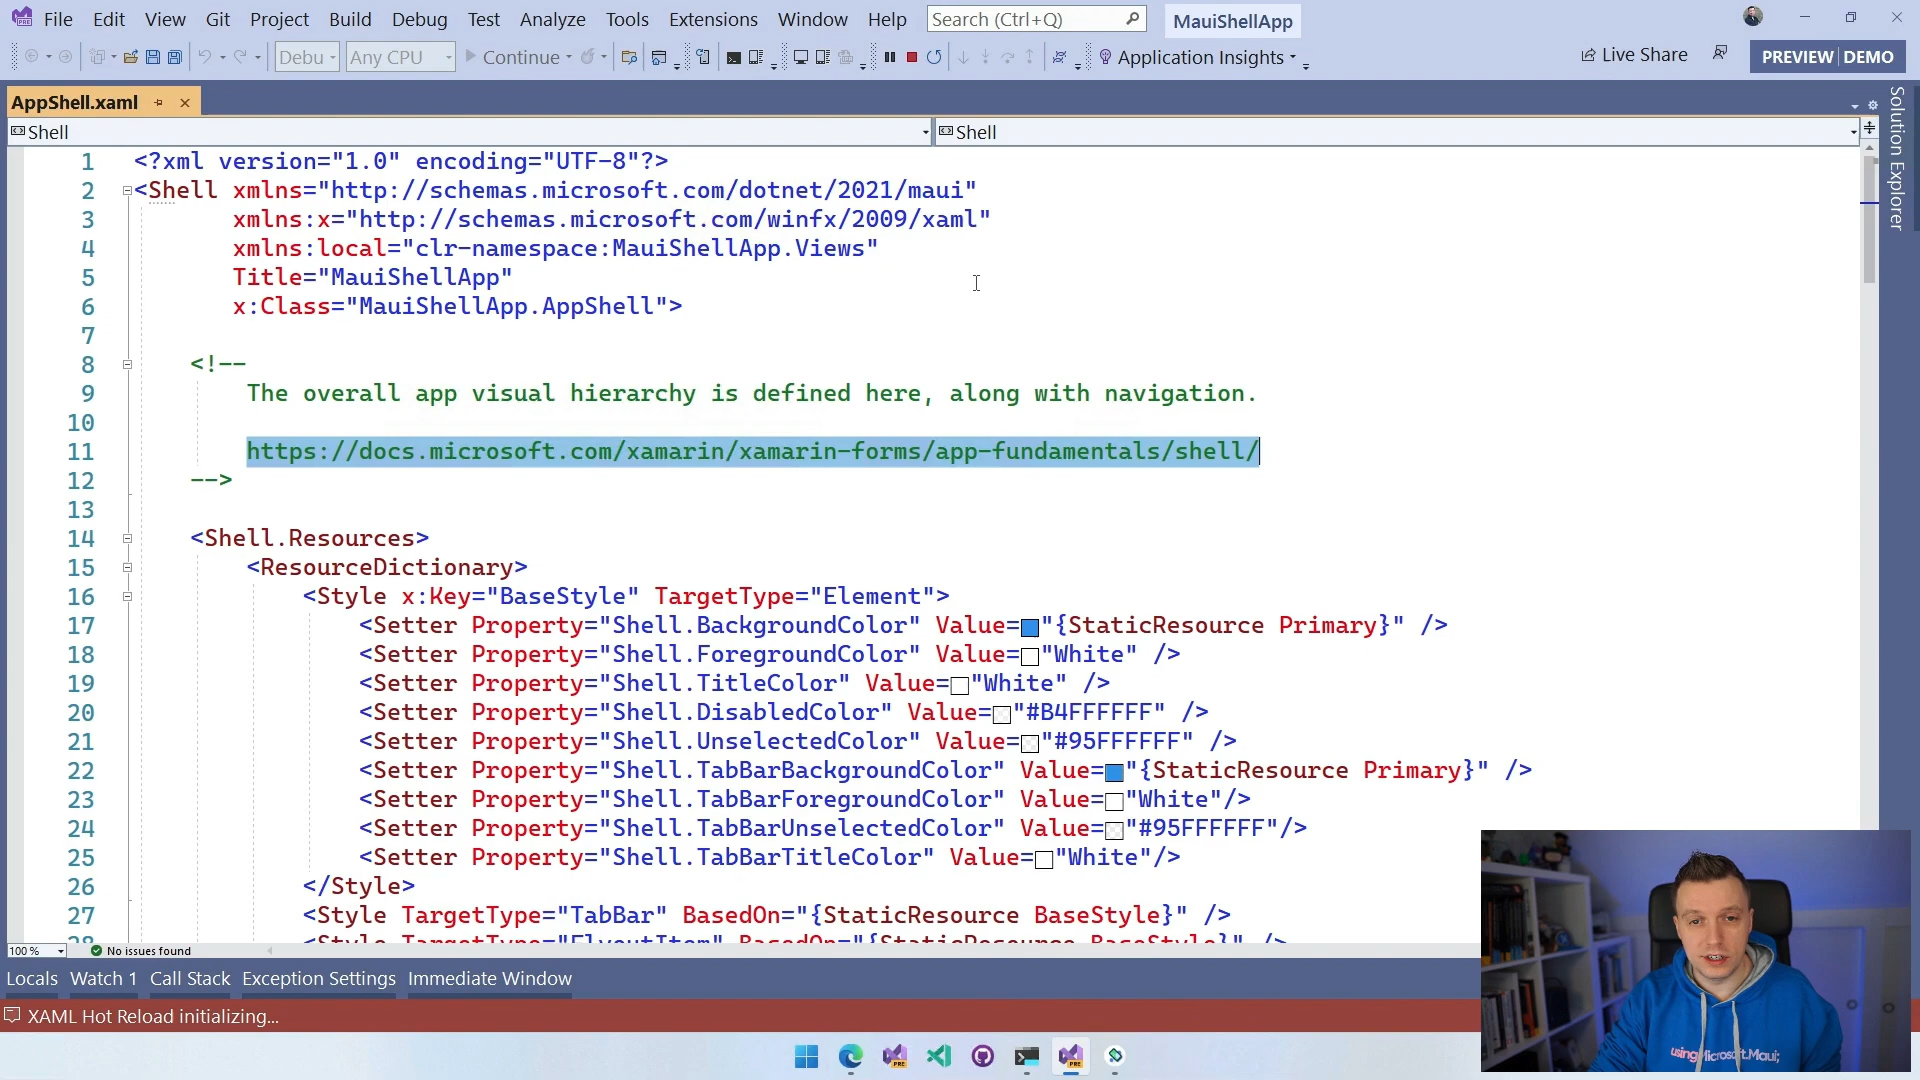 File Edit View Git Project Build Debug Test Analyze Tools Extensions Window Help Search (Ctrl+Q) MauiShellApp
Debu Any CPU Continue Application Insights Live Share PREVIEW DEMO
AppShell.xaml
Shell Shell
Solution Explorer
1 <?xml version="1.0" encoding="UTF-8"?>
2 <Shell xmlns="http://schemas.microsoft.com/dotnet/2021/maui"
3 xmlns:x="http://schemas.microsoft.com/winfx/2009/xaml"
4 xmlns:local="clr-namespace:MauiShellApp.Views"
5 Title="MauiShellApp"
6 x:Class="MauiShellApp.AppShell">
7
8 <!--
9 The overall app visual hierarchy is defined here, along with navigation.
10
11 https://docs.microsoft.com/xamarin/xamarin-forms/app-fundamentals/shell/
12 -->
13
14 <Shell.Resources>
15 <ResourceDictionary>
16 <Style x:Key="BaseStyle" TargetType="Element">
17 <Setter Property="Shell.BackgroundColor" Value="{StaticResource Primary}" />
18 <Setter Property="Shell.ForegroundColor" Value="White" />
19 <Setter Property="Shell.TitleColor" Value="White" />
20 <Setter Property="Shell.DisabledColor" Value="#B4FFFFFF" />
21 <Setter Property="Shell.UnselectedColor" Value="#95FFFFFF" />
22 <Setter Property="Shell.TabBarBackgroundColor" Value="{StaticResource Primary}" />
23 <Setter Property="Shell.TabBarForegroundColor" Value="White"/>
24 <Setter Property="Shell.TabBarUnselectedColor" Value="#95FFFFFF"/>
25 <Setter Property="Shell.TabBarTitleColor" Value="White"/>
26 </Style>
27 <Style TargetType="TabBar" BasedOn="{StaticResource BaseStyle}" />
28 <Style TargetType="FlyoutItem" BasedOn="{StaticResource BaseStyle}" />
100 % No issues found
Locals Watch 1 Call Stack Exception Settings Immediate Window
XAML Hot Reload initializing...
usingMicrosoft.Maui;